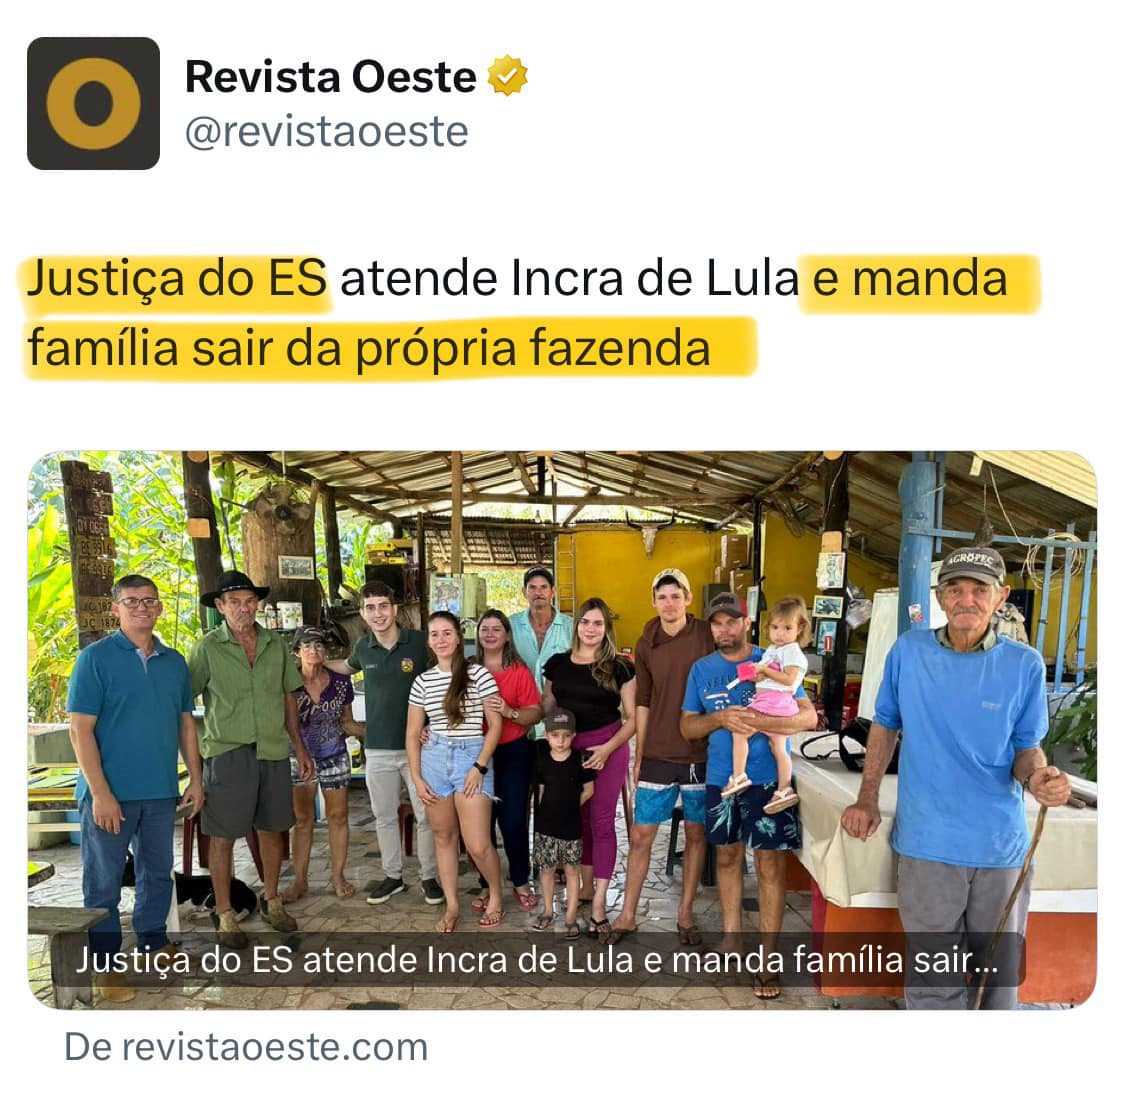 Revista Oeste
@revistaoeste
Justiça do ES atende Incra de Lula e manda
família sair da própria fazenda
AGROPEC
Justiça do ES atende Incra de Lula e manda família sair...
De revistaoeste.com